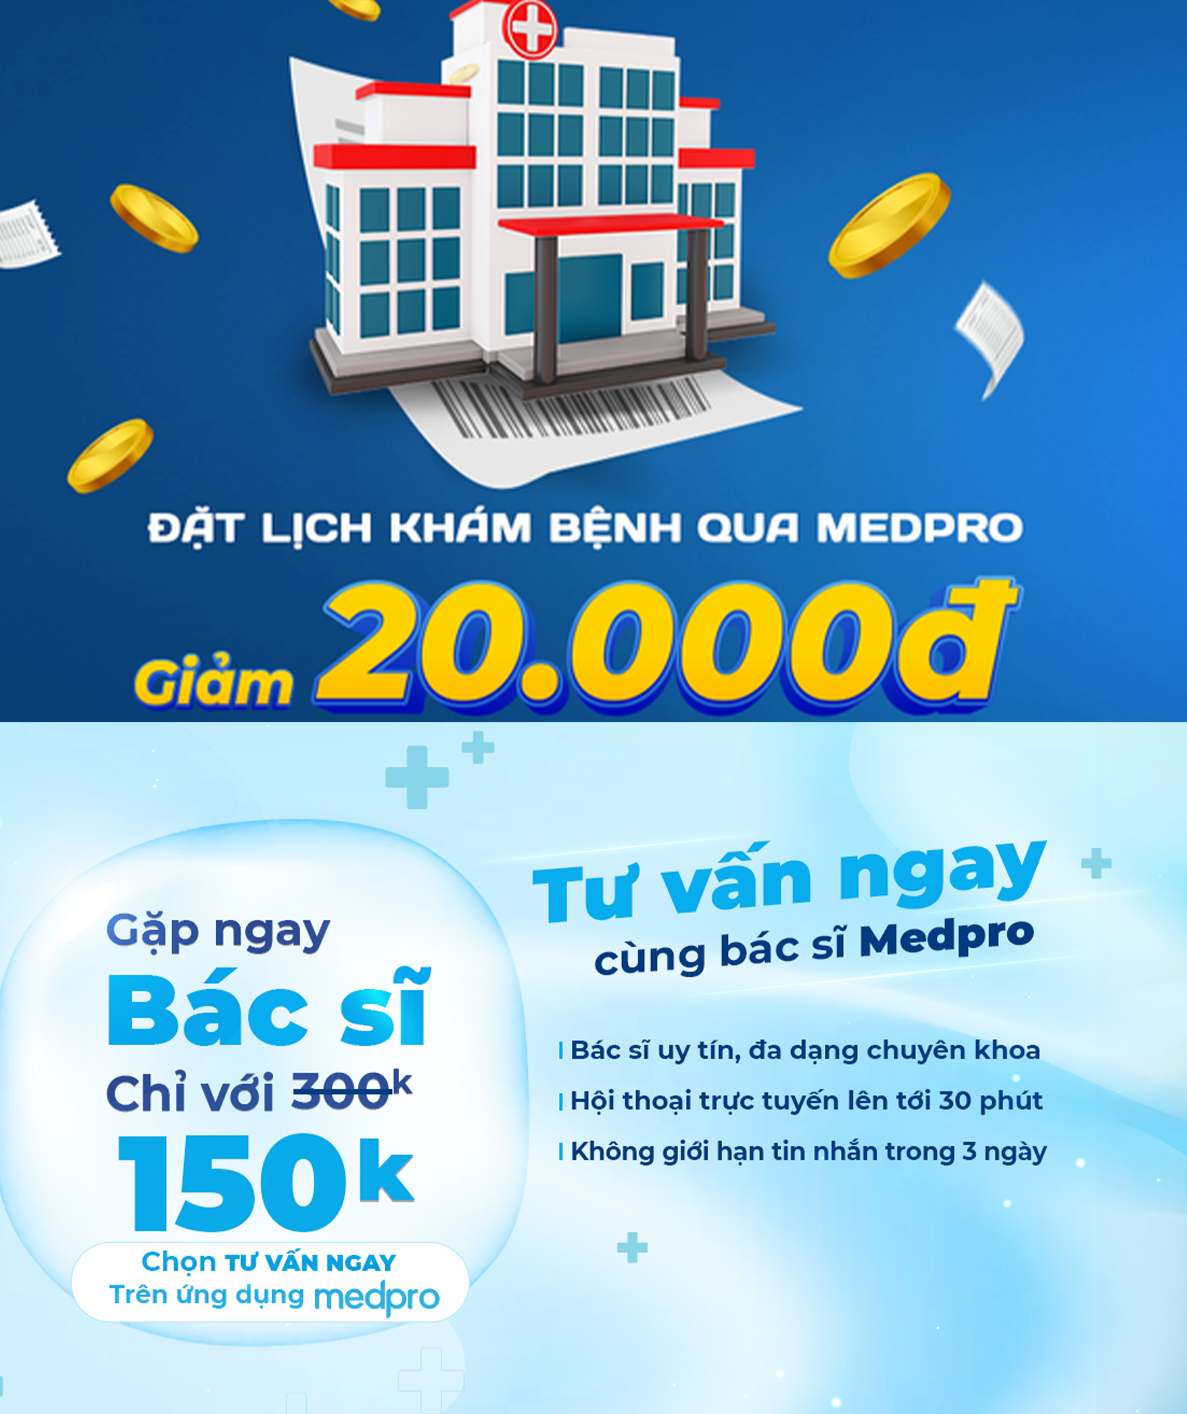 ĐẶT LỊCH KHÁM BỆNH QUA MEDPRO
Giảm 20.000đ
Gặp ngay
Bác sĩ
Chỉ với 300k
150k
Chọn TƯ VẤN NGAY
Trên ứng dụng medpro
Tư vấn ngay
cùng bác sĩ Medpro
Bác sĩ uy tín, đa dạng chuyên khoa
Hội thoại trực tuyến lên tới 30 phút
Không giới hạn tin nhắn trong 3 ngày